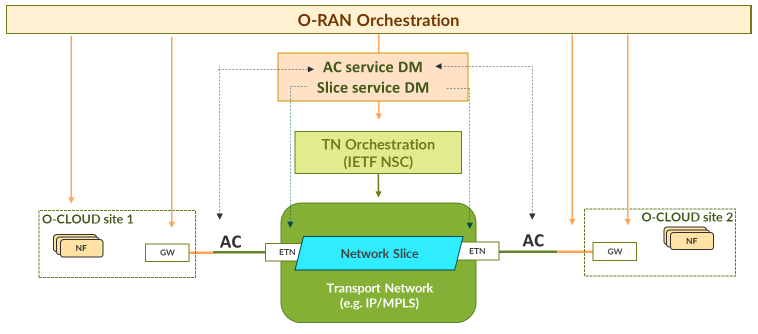 O-RAN Orchestration
AC service DM
Slice service DM
TN Orchestration
(IETF NSC)
O-CLOUD site 1
NF
GW
AC
ETN
Network Slice
ETN
AC
GW
O-CLOUD site 2
NF
Transport Network
(e.g. IP/MPLS)